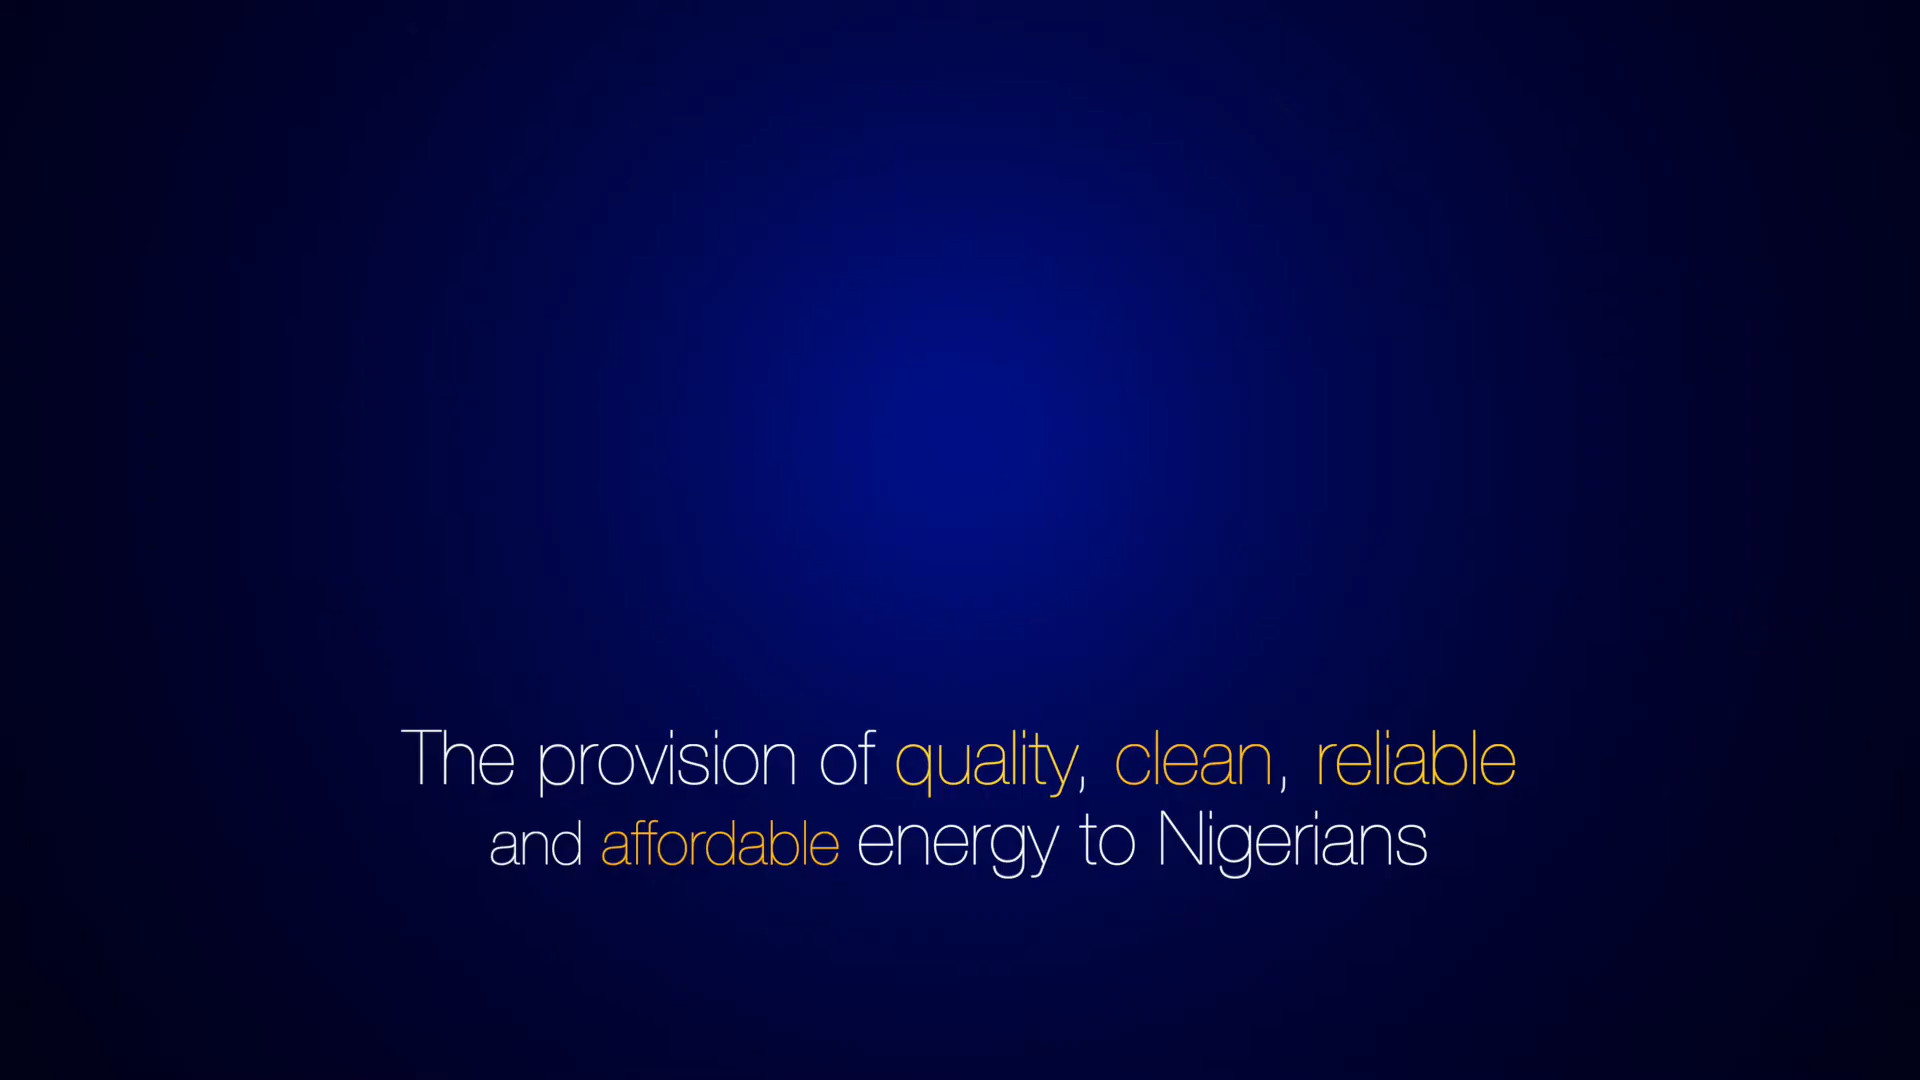 The provision of quality, clean, reliable
and affordable energy to Nigerians